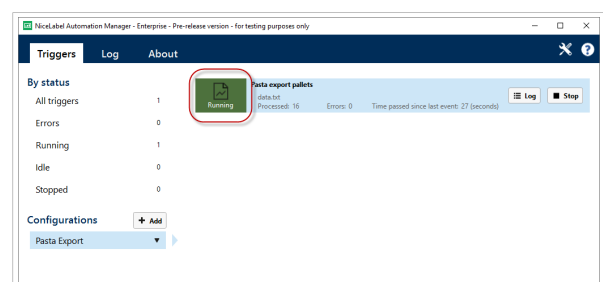 NiceLabel Automation Manager - Enterprise - Pre-release version - for testing purposes only
Triggers Log About
By status
All triggers 1
Errors 0
Running 1
Idle 0
Stopped 0
Configurations + Add
Pasta Export
Running
Pasta export pallets
data.txt
Processed: 16 Errors: 0 Time passed since last event: 27 (seconds)
Log Stop